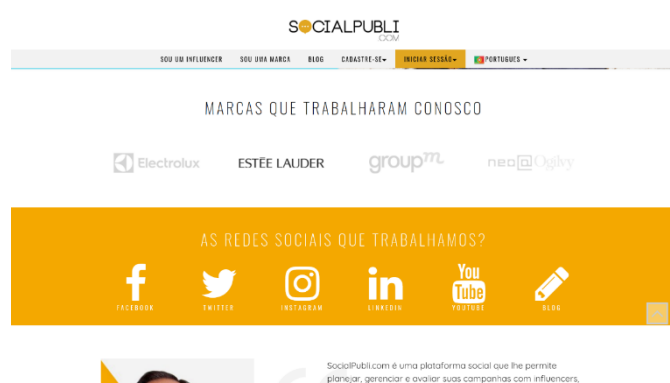 SOCIALPUBLI
.COM
SOU UM INFLUENCER SOU UMA MARCA BLOG CADASTRE-SE INICIAR SESSÃO PORTUGUES
MARCAS QUE TRABALHARAM CONOSCO
Electrolux ESTĒE LAUDER groupm neo@Ogilvy
AS REDES SOCIAIS QUE TRABALHAMOS?
You
Tube
FACEBOOK TWITTER INSTAGRAM LINKEDIN YOUTUBE BLOG
SocialPubli.com é uma plataforma social que lhe permite
planejar, gerenciar e avaliar suas campanhas com influencers,